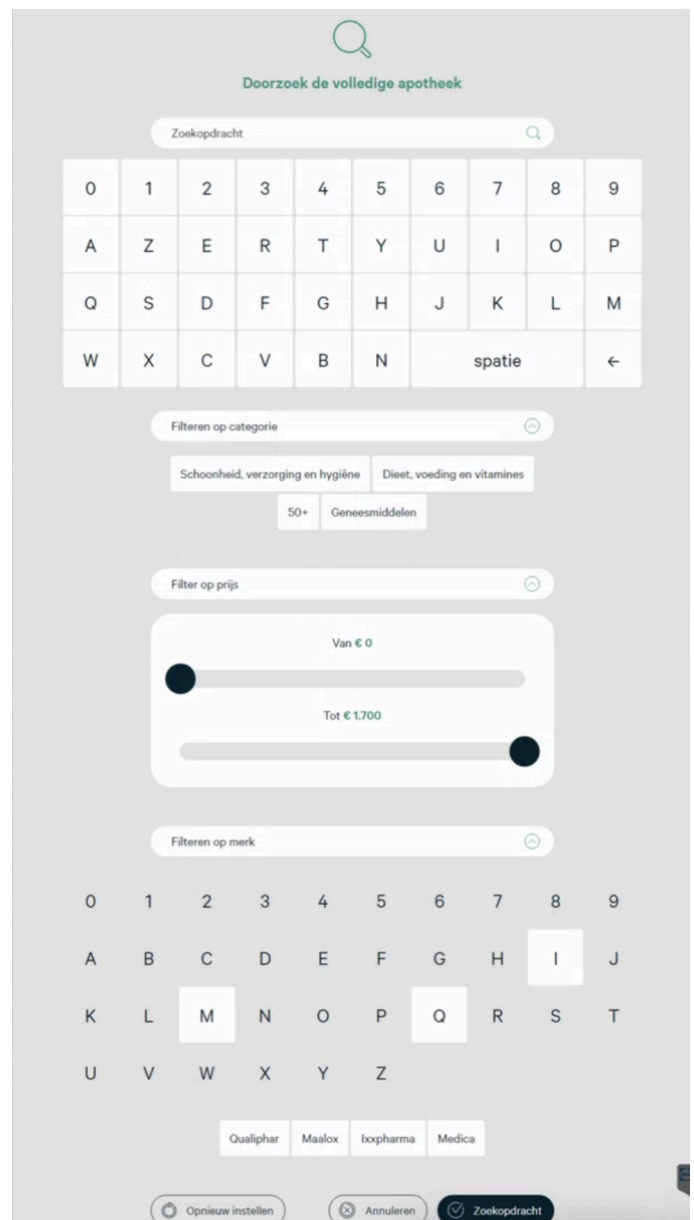 Doorzoek de volledige apotheek
Zoekopdracht
0 1 2 3 4 5 6 7 8 9
A Z E R T Y U I O P
Q S D F G H J K L M
W X C V B N spatie ←
Filteren op categorie
Schoonheid, verzorging en hygiëne Dieet, voeding en vitamines
50+ Geneesmiddelen
Filter op prijs
Van € 0
Tot € 1.700
Filteren op merk
0 1 2 3 4 5 6 7 8 9
A B C D E F G H I J
K L M N O P Q R S T
U V W X Y Z
Qualiphar Maalox Ixxpharma Medica
Opnieuw instellen Annuleren Zoekopdracht